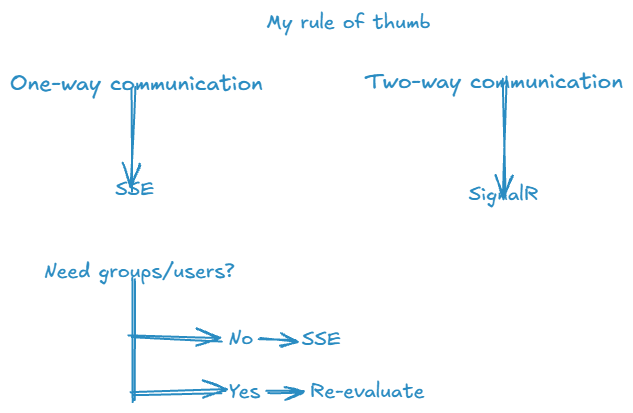 My rule of thumb
One-way communication
Two-way communication
SSE
SignalR
Need groups/users?
No
SSE
Yes
Re-evaluate